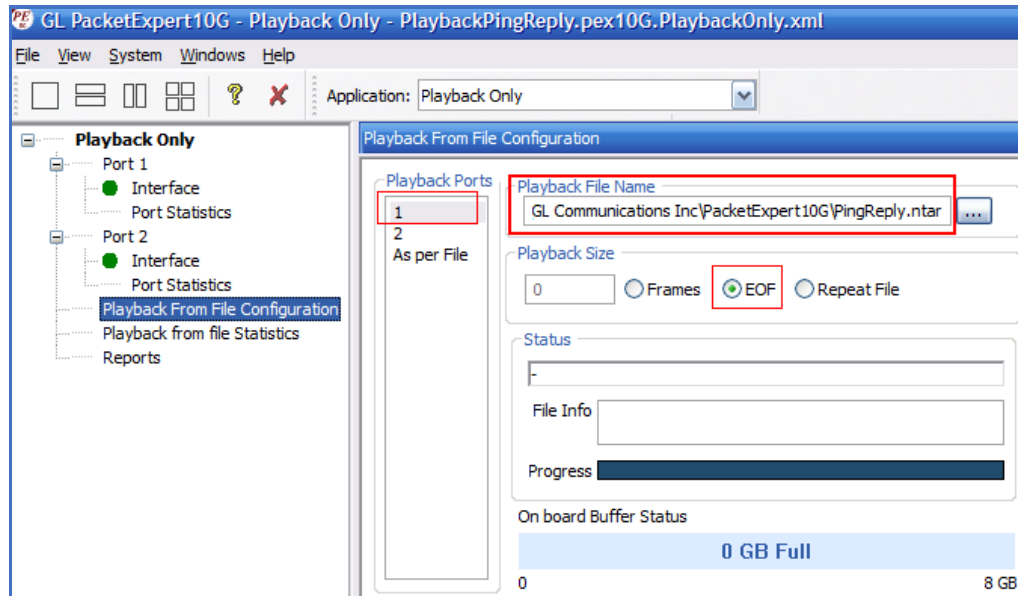 GL PacketExpert10G - Playback Only - PlaybackPingReply.pex10G.PlaybackOnly.xml
File View System Windows Help
Application: Playback Only
Playback Only
Port 1
Interface
Port Statistics
Port 2
Interface
Port Statistics
Playback From File Configuration
Playback from file Statistics
Reports
Playback From File Configuration
Playback Ports
1
2
As per File
Playback File Name
GL Communications Inc\PacketExpert10G\PingReply.ntar ...
Playback Size
0 Frames EOF Repeat File
Status
-
File Info
Progress
On board Buffer Status
0 GB Full
0 8 GB